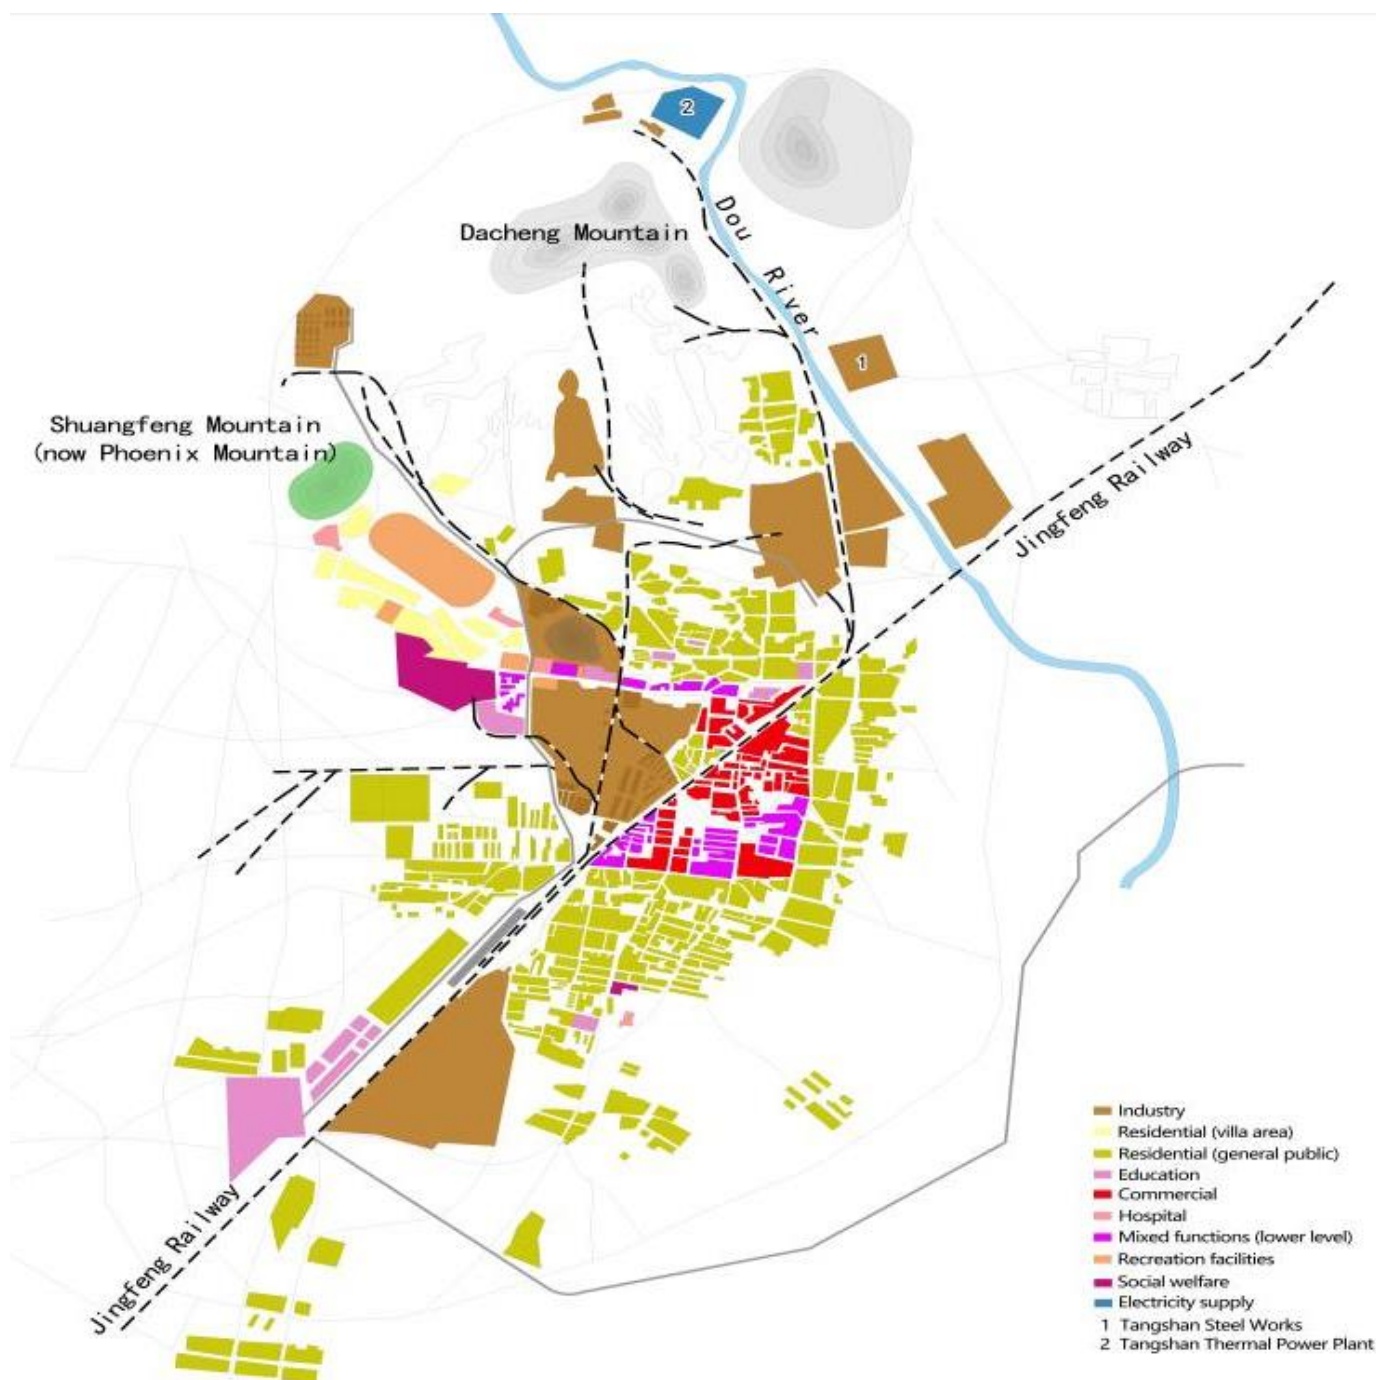 2
Dou River
Dacheng Mountain
1
Shuangfeng Mountain
(now Phoenix Mountain)
Jingfeng Railway
Jingfeng Railway
Industry
Residential (villa area)
Residential (general public)
Education
Commercial
Hospital
Mixed functions (lower level)
Recreation facilities
Social welfare
Electricity supply
1 Tangshan Steel Works
2 Tangshan Thermal Power Plant